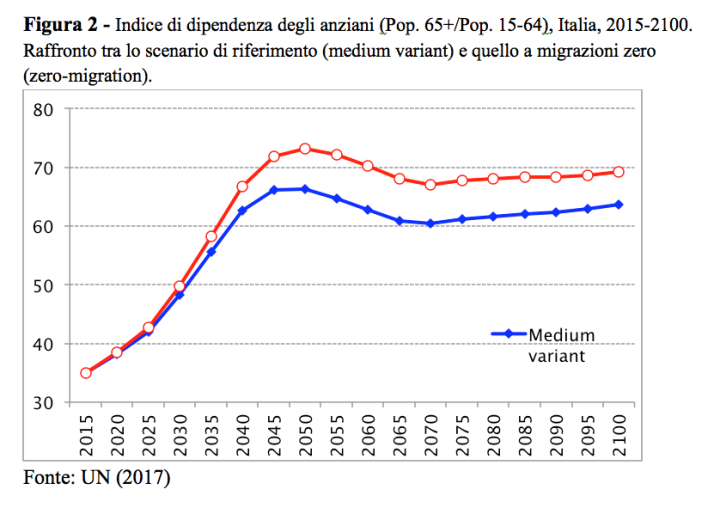 Figura 2 - Indice di dipendenza degli anziani (Pop. 65+/Pop. 15-64), Italia, 2015-2100.
Raffronto tra lo scenario di riferimento (medium variant) e quello a migrazioni zero
(zero-migration).
80
70
60
50
40
30
Medium
variant
2015 2020 2025 2030 2035 2040 2045 2050 2055 2060 2065 2070 2075 2080 2085 2090 2095 2100
Fonte: UN (2017)